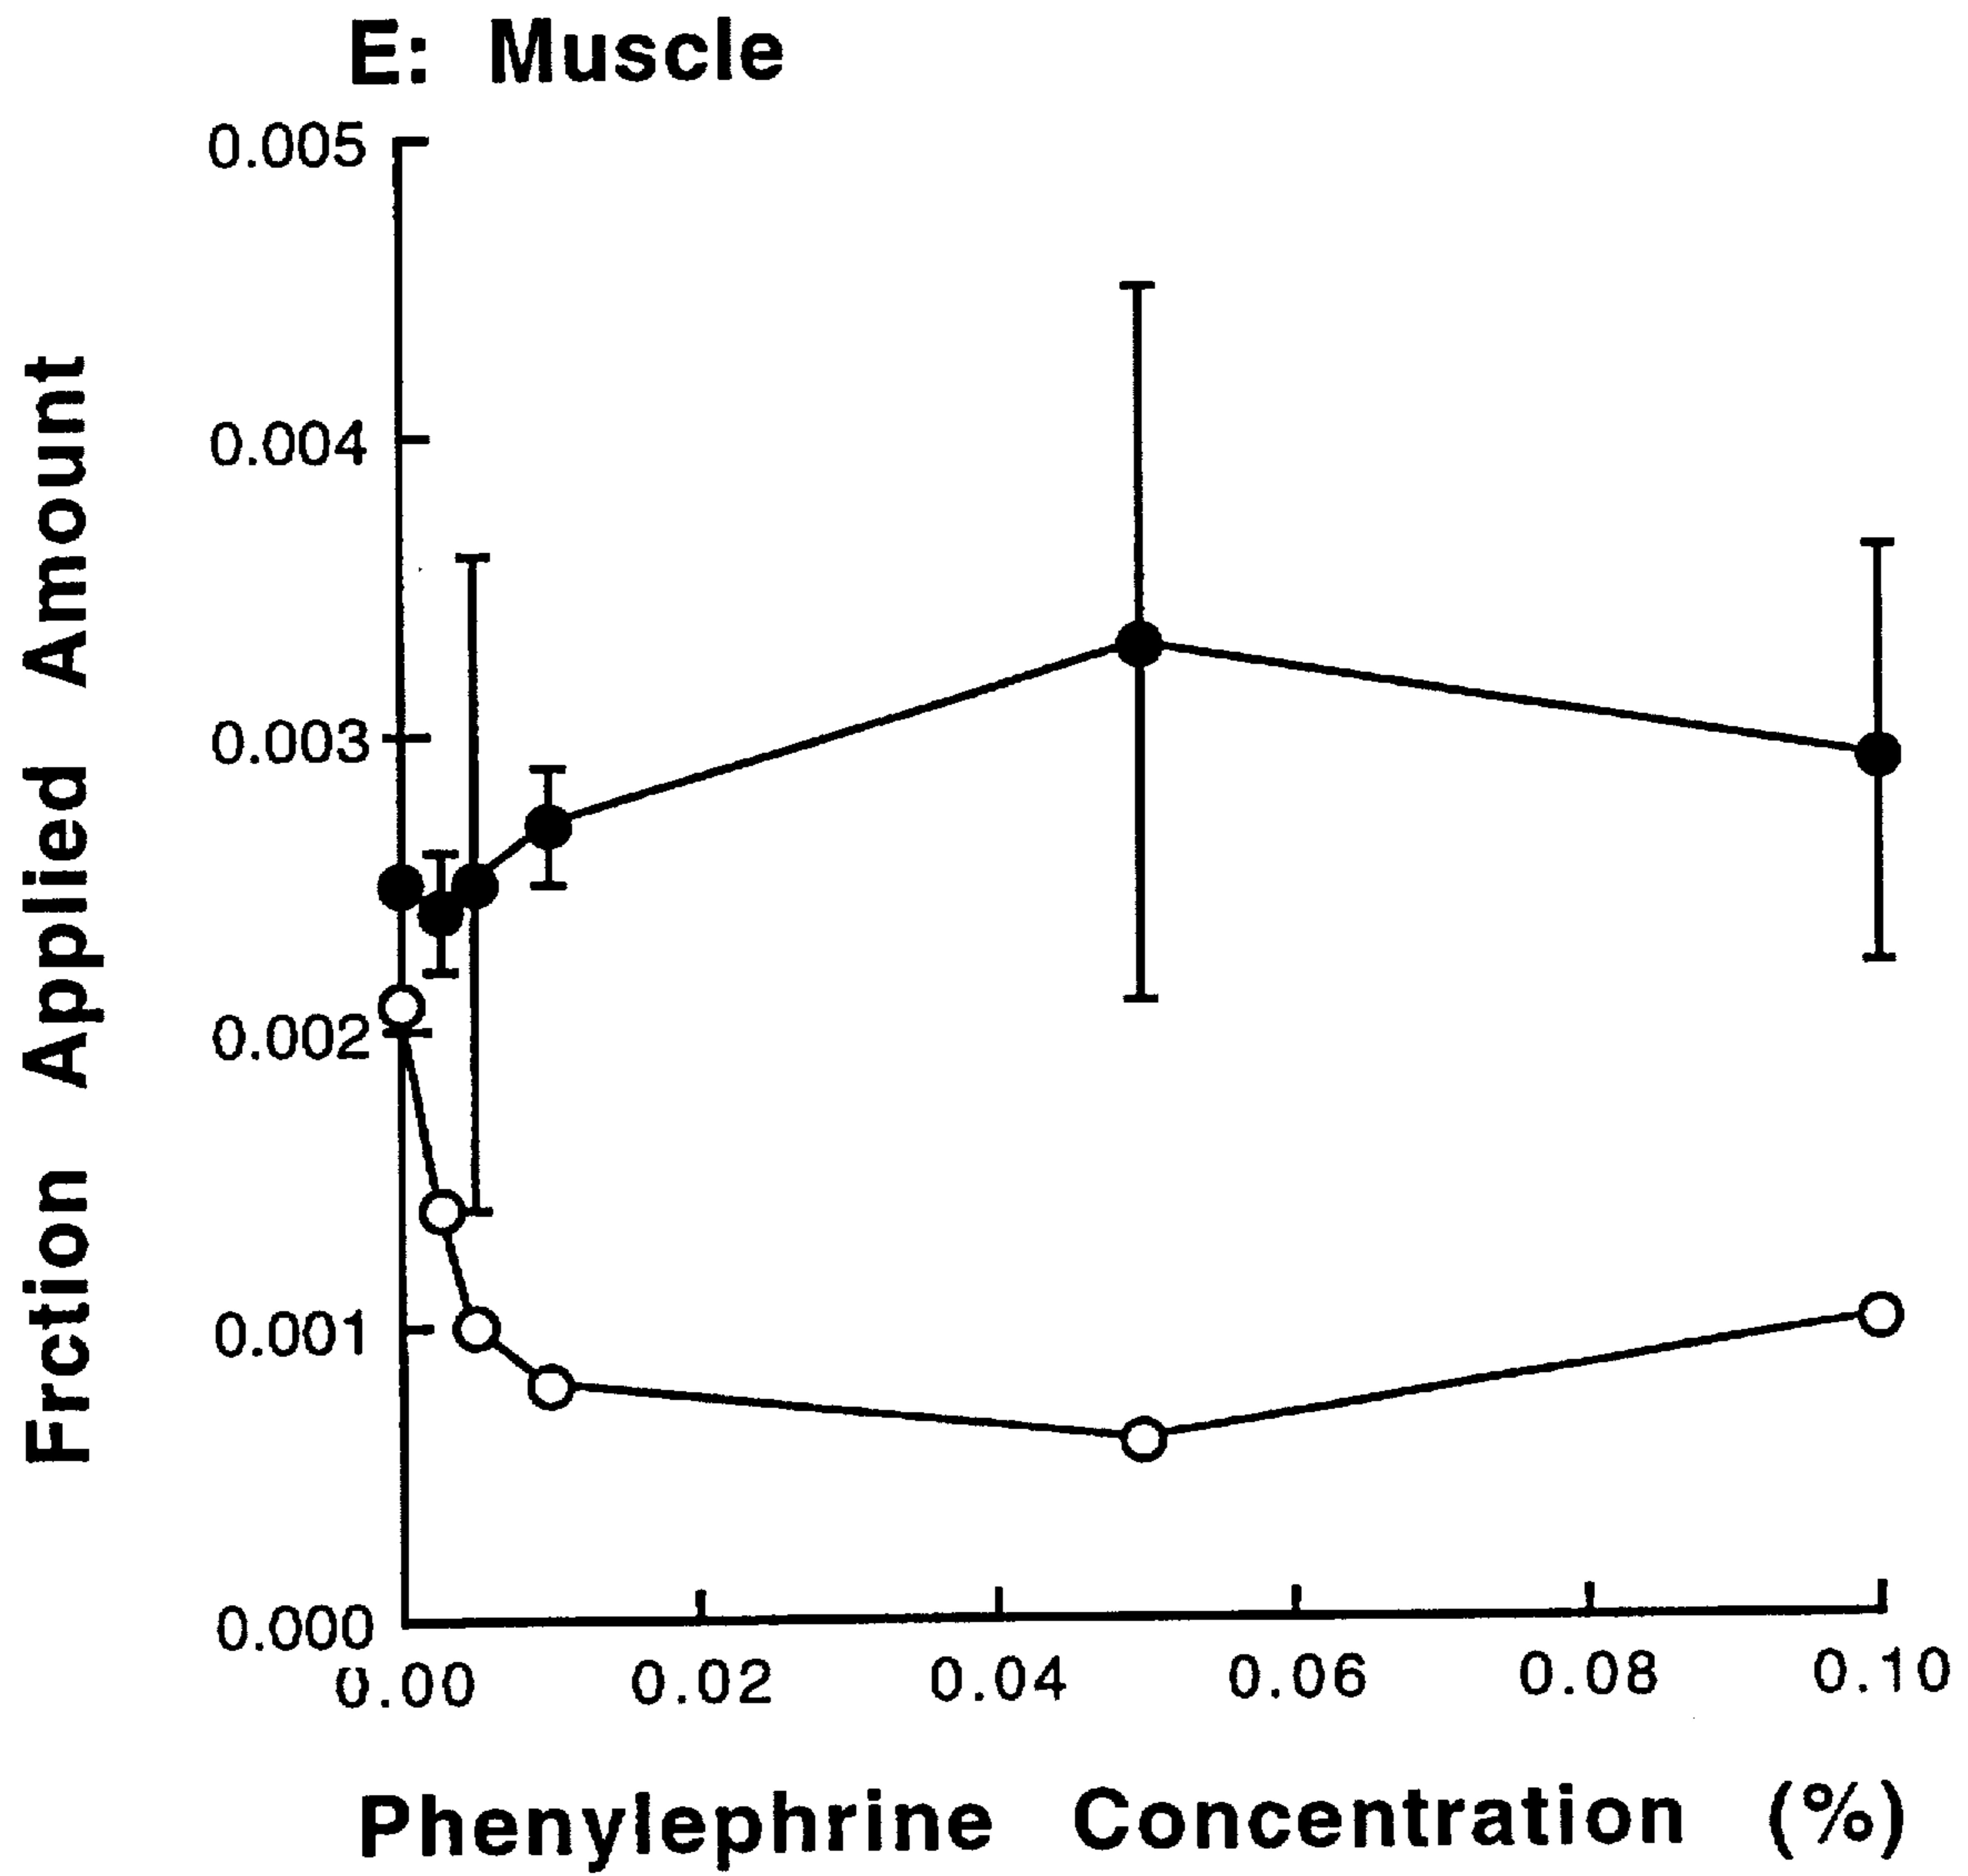 E: Muscle
0.005
0.004
0.003
0.002
0.001
0.000
Frction Applied Amount
0.00 0.02 0.04 0.06 0.08 0.10
Phenylephrine Concentration (%)